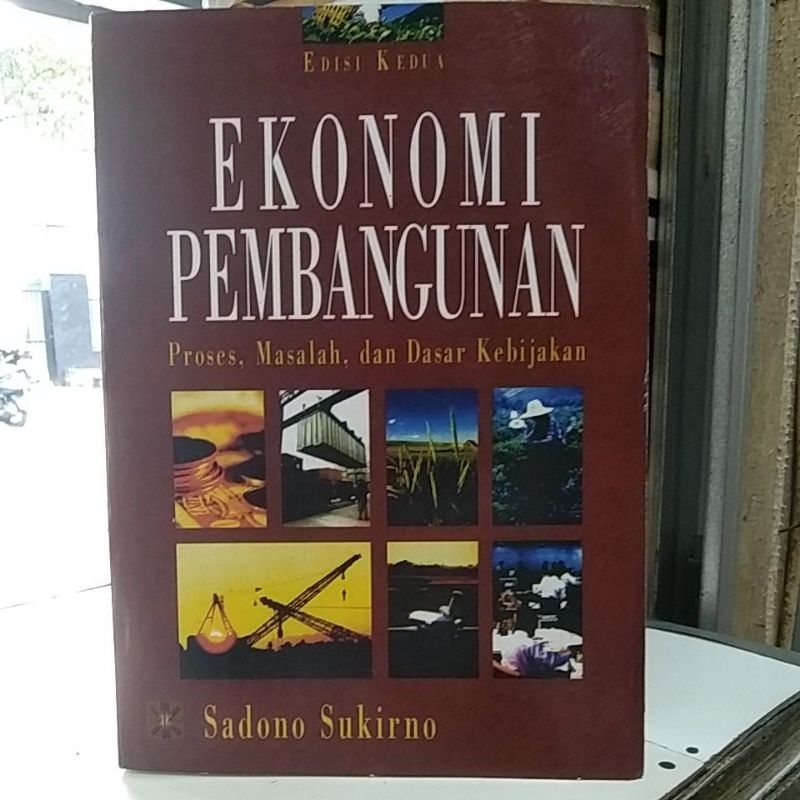 EDISI KEDUA
EKONOMI
PEMBANGUNAN
Proses, Masalah, dan Dasar Kebijakan
Sadono Sukirno